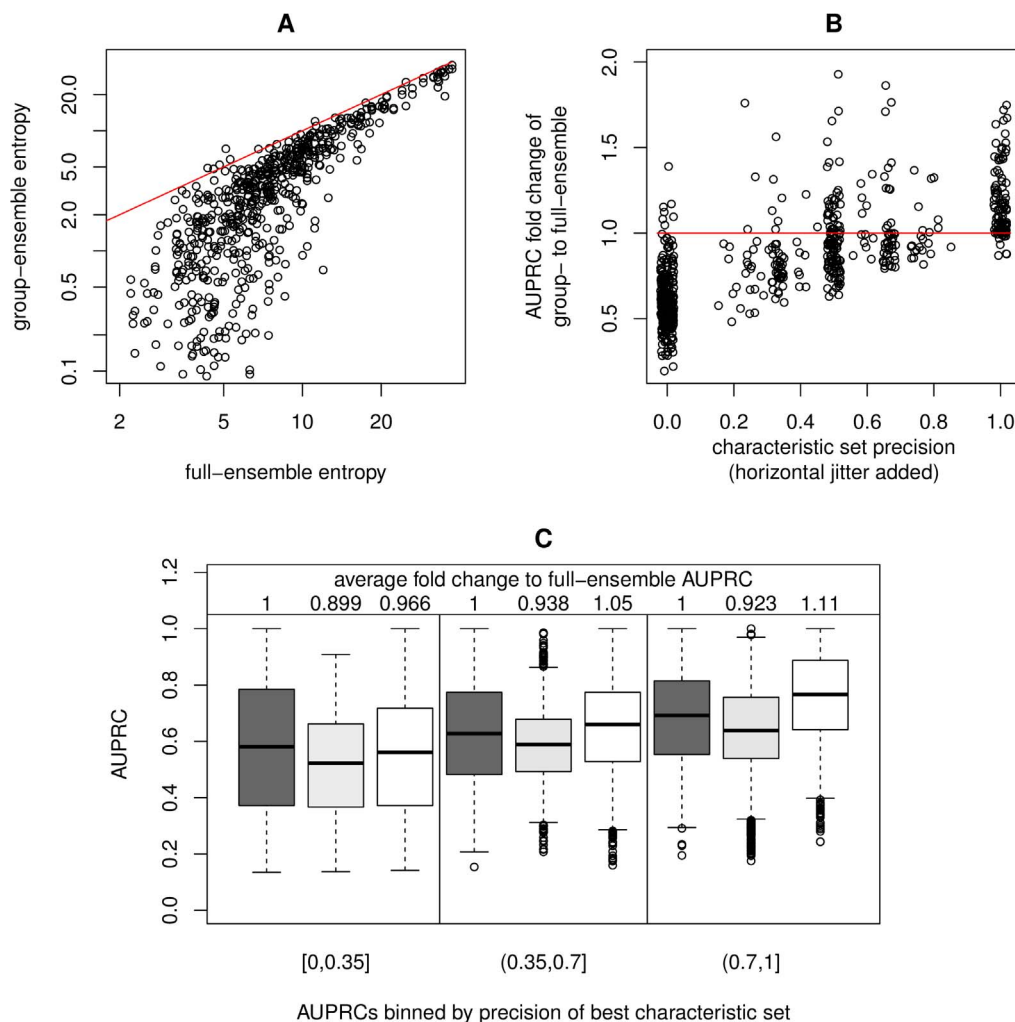 A
group-ensemble entropy
20.0
5.0
2.0
0.5
0.1
2 5 10 20
full-ensemble entropy
B
AUPRC fold change of
group- to full-ensemble
2.0
1.5
1.0
0.5
0.0 0.2 0.4 0.6 0.8 1.0
characteristic set precision
(horizontal jitter added)
C
AUPRC
1.2
1.0
0.8
0.6
0.4
0.2
0.0
average fold change to full-ensemble AUPRC
1 0.899 0.966 1 0.938 1.05 1 0.923 1.11
[0,0.35] (0.35,0.7] (0.7,1]
AUPRCs binned by precision of best characteristic set